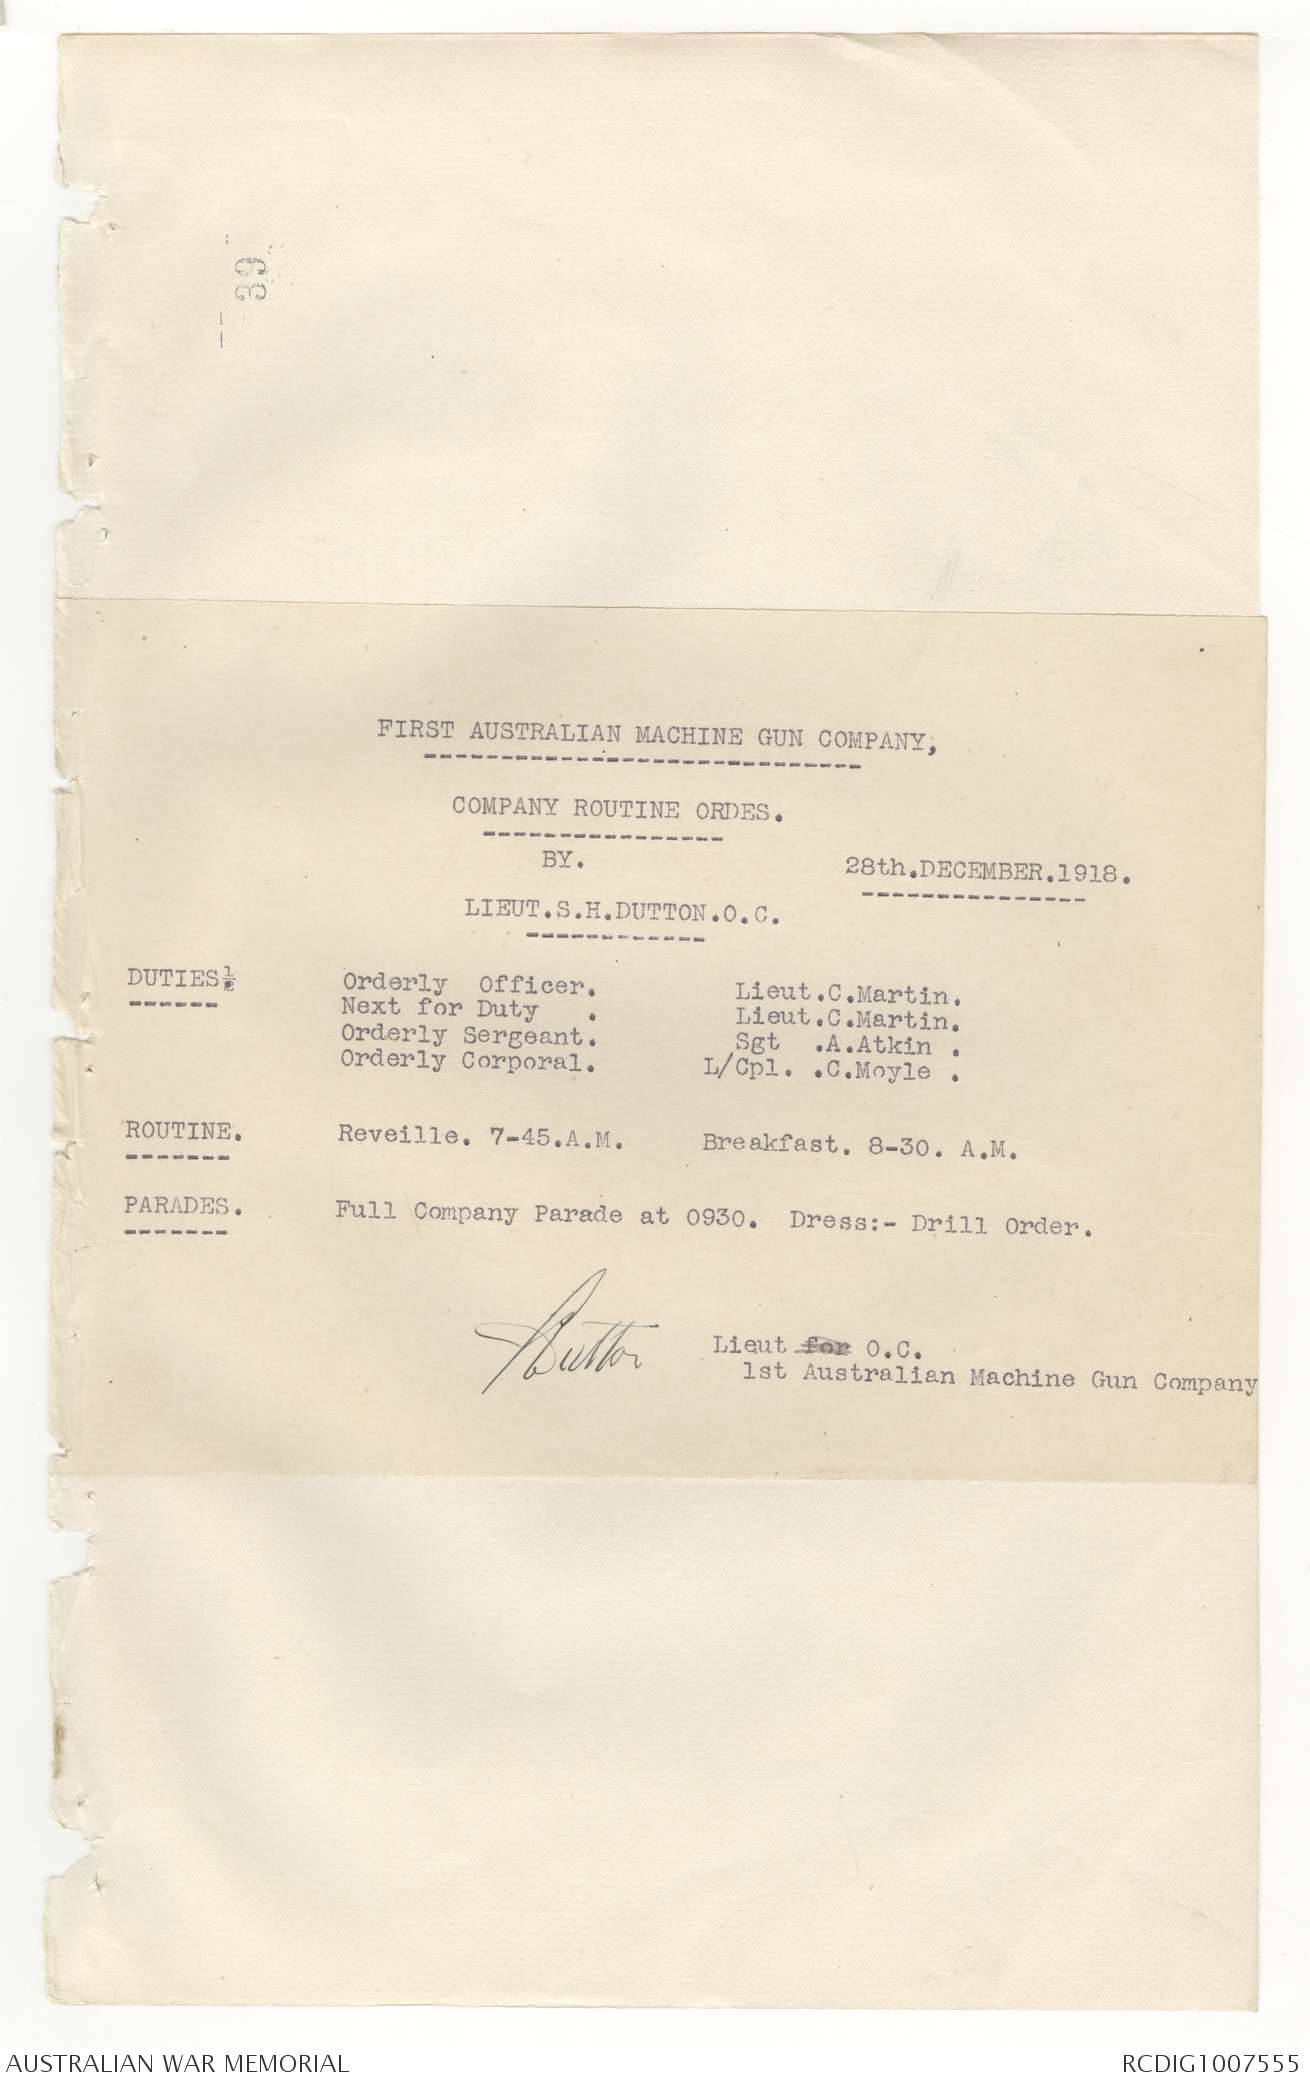 39
FIRST AUSTRALIAN MACHINE GUN COMPANY,
COMPANY ROUTINE ORDES.
BY.
28th.DECEMBER.1918.
LIEUT.S.H.DUTTON.O.C.
DUTIES½ Orderly Officer. Lieut.C.Martin.
Next for Duty . Lieut.C.Martin.
Orderly Sergeant. Sgt .A.Atkin .
Orderly Corporal. L/Cpl. .C.Moyle .
ROUTINE. Reveille. 7-45.A.M. Breakfast. 8-30. A.M.
PARADES. Full Company Parade at 0930. Dress:- Drill Order.
SHDutton Lieut for O.C.
1st Australian Machine Gun Company
AUSTRALIAN WAR MEMORIAL RCDIG1007555